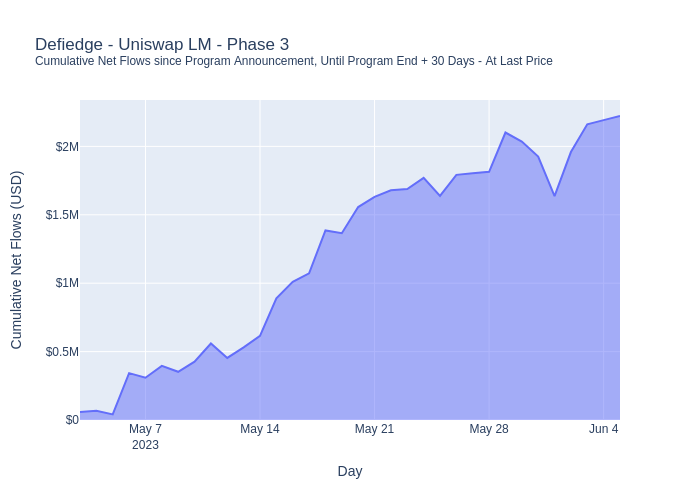 Defiedge - Uniswap LM - Phase 3
Cumulative Net Flows since Program Announcement, Until Program End + 30 Days - At Last Price
Cumulative Net Flows (USD)
$2M
$1.5M
$1M
$0.5M
$0
May 7
2023
May 14
May 21
May 28
Jun 4
Day